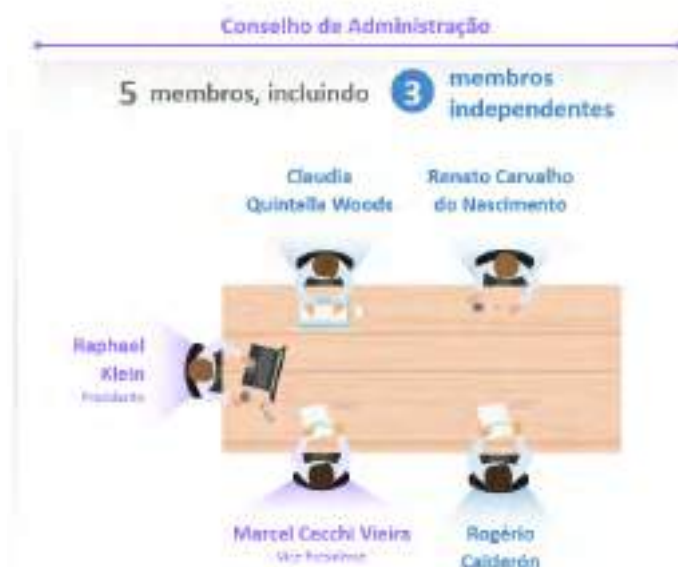 Conselho de Administração
5 membros, incluindo 3 membros
independentes
Claudia
Quintella Woods
Renato Carvalho
do Nascimento
Raphael
Klein
Presidente
Marcel Cecchi Vieira
Vice Presidente
Rogério
Calderón